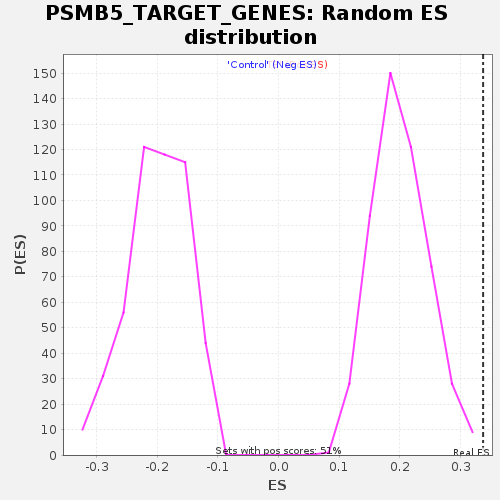 PSMB5_TARGET_GENES: Random ES
distribution
'Control' (Neg ES)S)
150
140
130
120
110
100
90
80
70
60
50
40
30
20
10
0
P(ES)
Sets with pos scores: 51%
Real ES
-0.3 -0.2 -0.1 0.0 0.1 0.2 0.3
ES